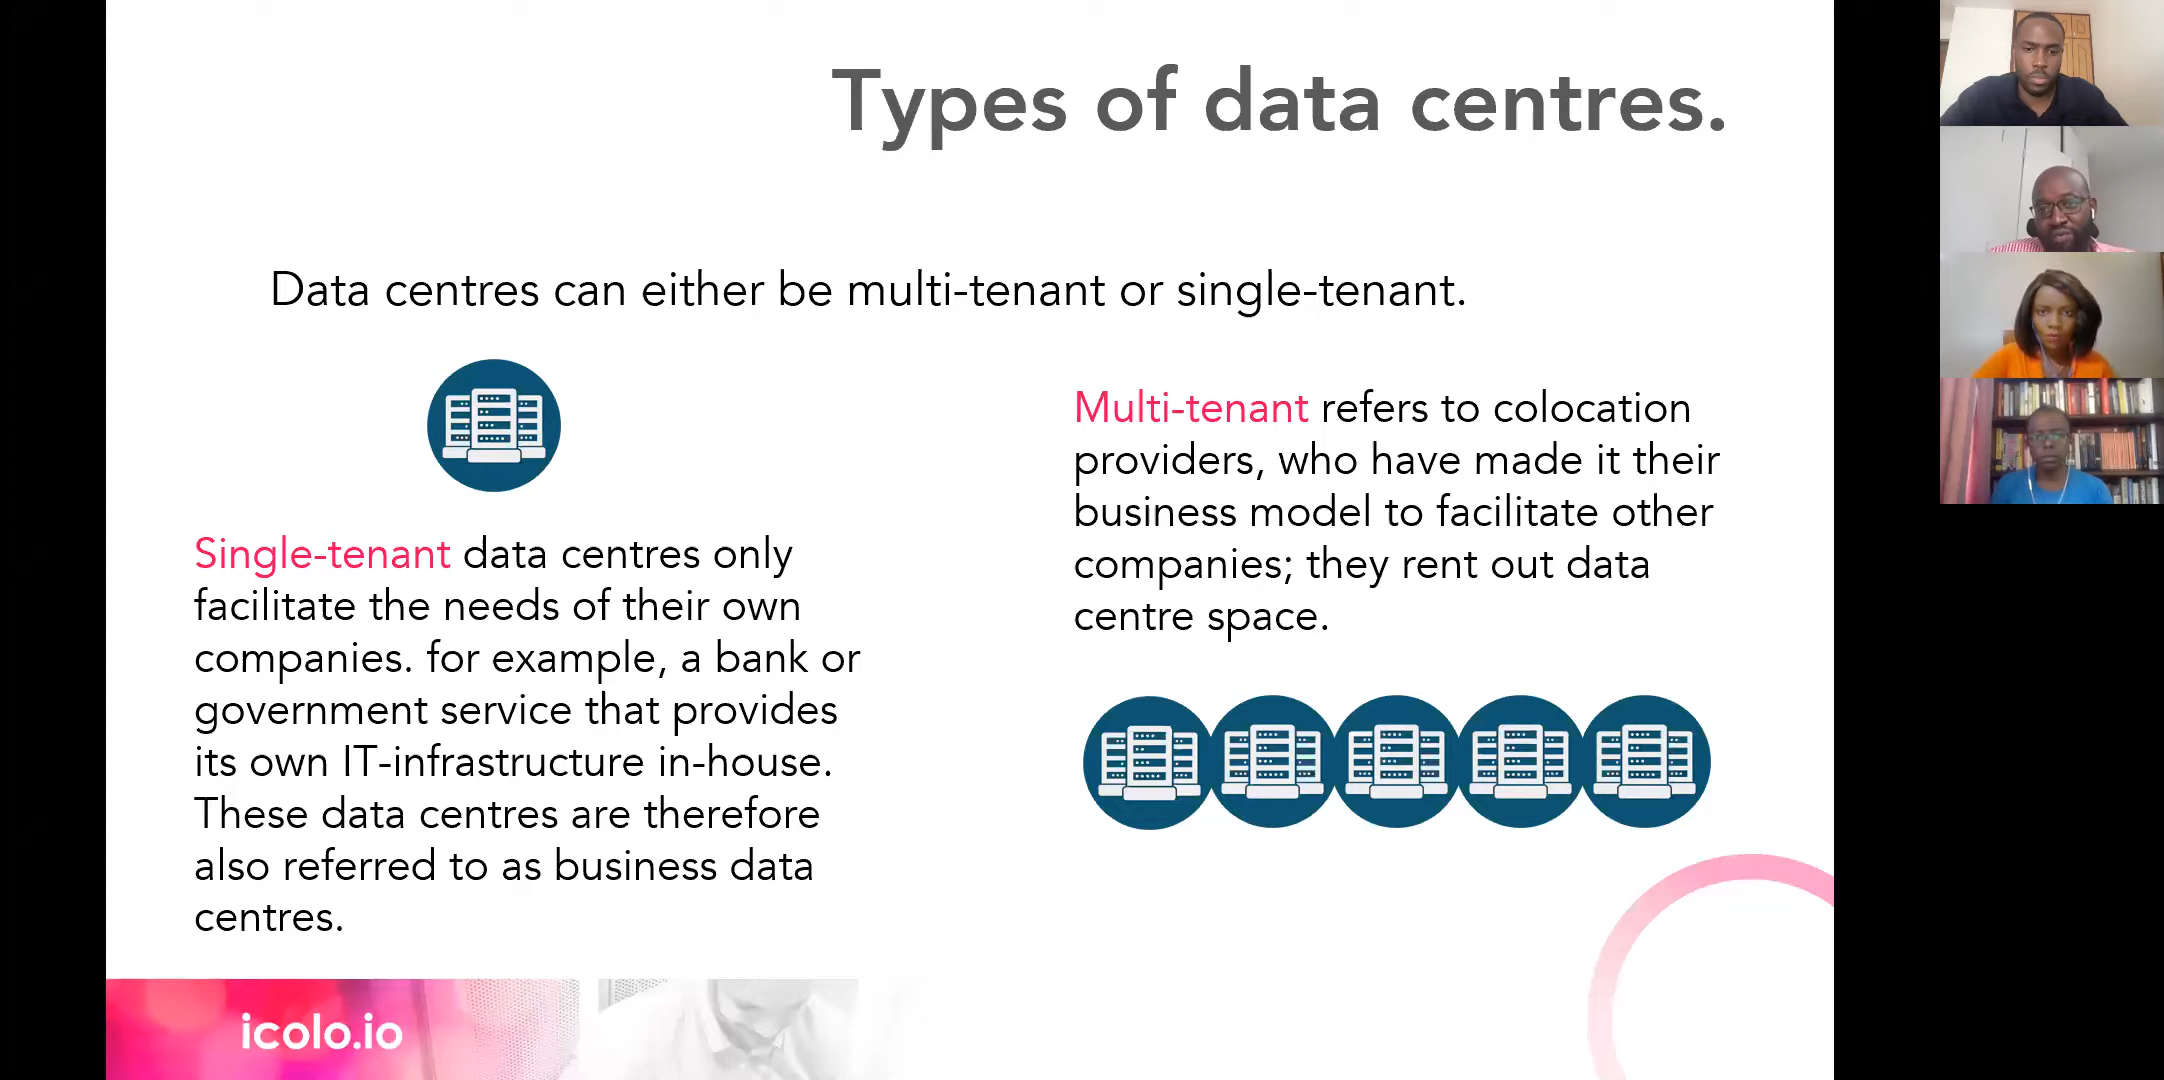 Types of data centres.
Data centres can either be multi-tenant or single-tenant.
Single-tenant data centres only
facilitate the needs of their own
companies. for example, a bank or
government service that provides
its own IT-infrastructure in-house.
These data centres are therefore
also referred to as business data
centres.
Multi-tenant refers to colocation
providers, who have made it their
business model to facilitate other
companies; they rent out data
centre space.
icolo.io